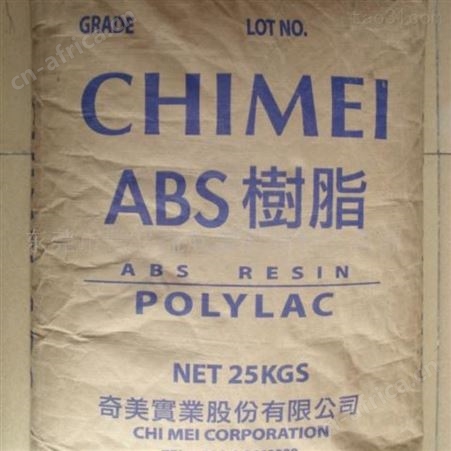 GRADE LOT NO.
CHIMEI
ABS 樹脂
ABS RESIN
POLYLAC
NET 25KGS
奇美實業股份有限公司
CHI MEI CORPORATION